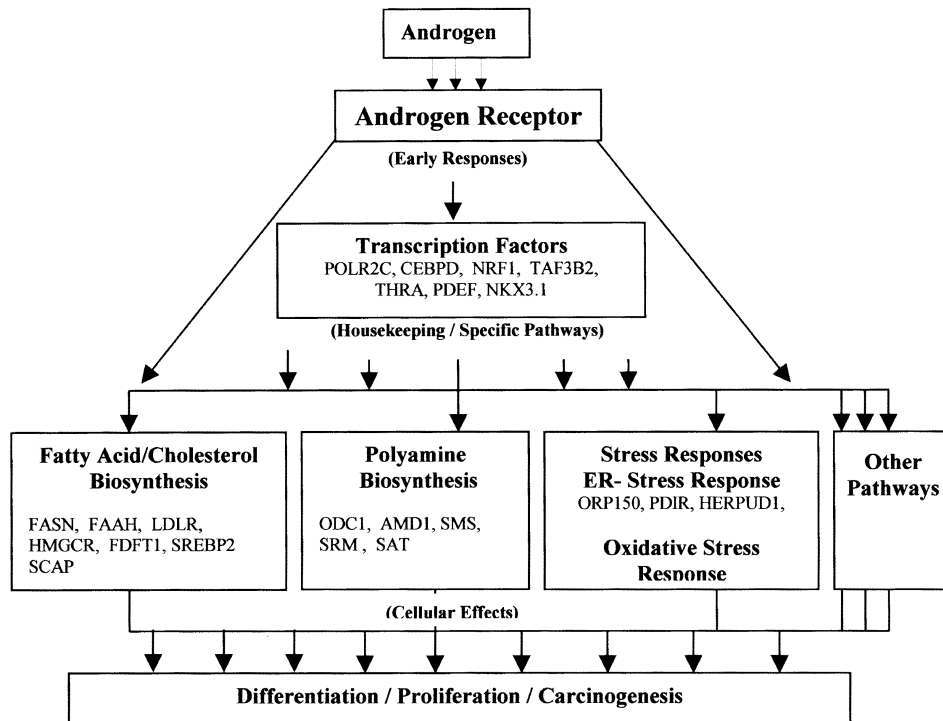 Androgen
Androgen Receptor
(Early Responses)
Transcription Factors
POLR2C, CEBPD, NRF1, TAF3B2,
THRA, PDEF, NKX3.1
(Housekeeping / Specific Pathways)
Fatty Acid/Cholesterol
Biosynthesis
FASN, FAAH, LDLR,
HMGCR, FDFT1, SREBP2
SCAP
Polyamine
Biosynthesis
ODC1, AMD1, SMS,
SRM , SAT
Stress Responses
ER- Stress Response
ORP150, PDIR, HERPUD1,
Oxidative Stress
Response
Other
Pathways
(Cellular Effects)
Differentiation / Proliferation / Carcinogenesis